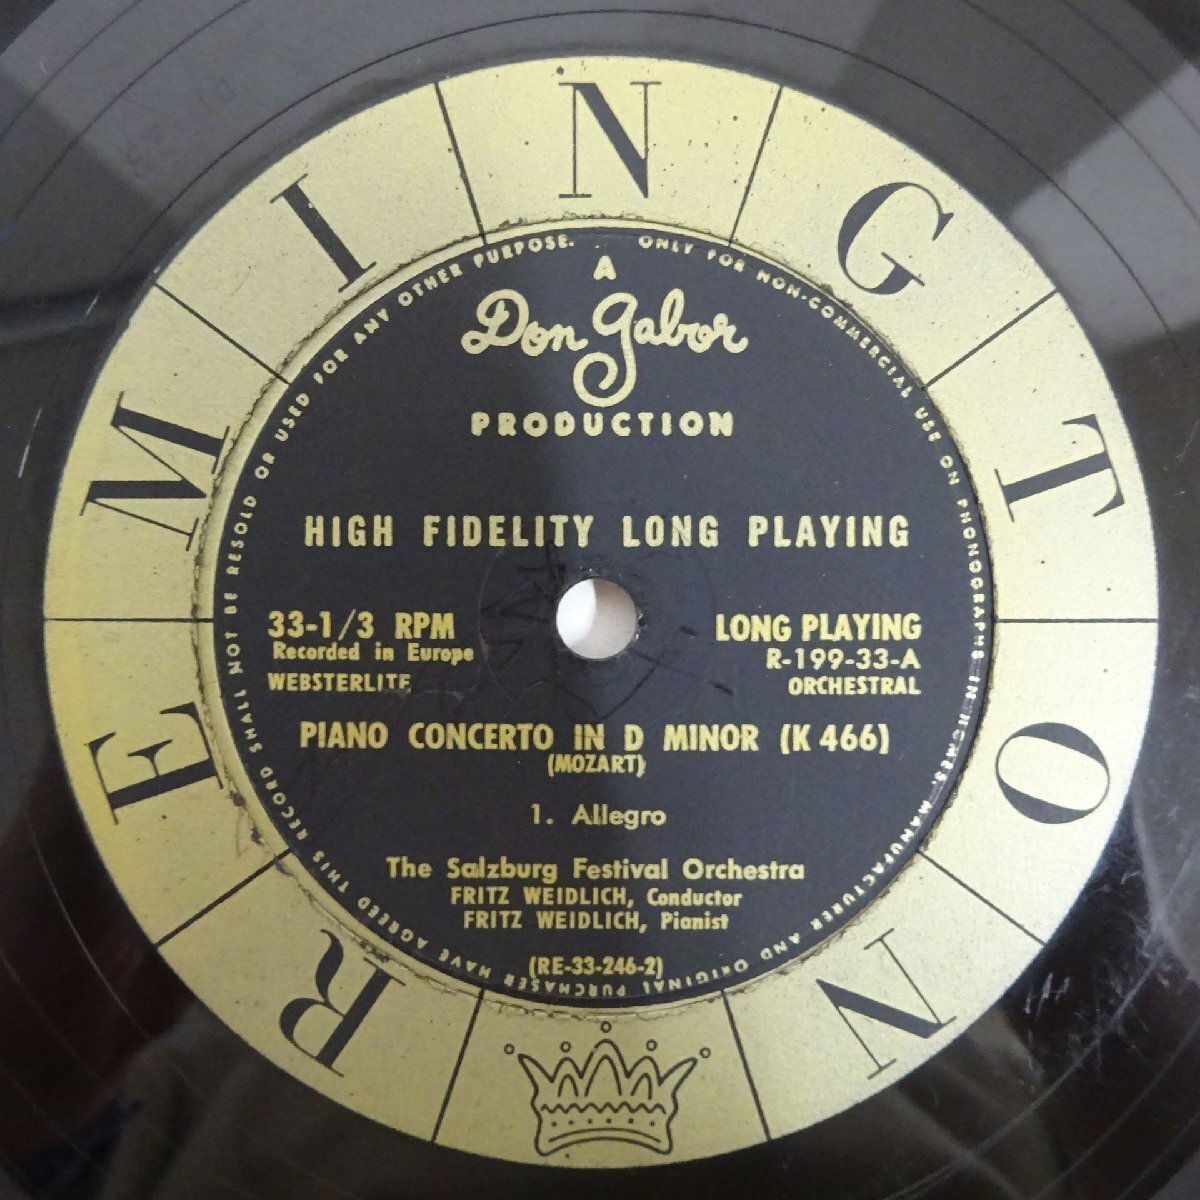 REMINGTON
ONLY FOR NON-COMMERCIAL USE ON PHONOGRAPHS IN HOMES. MANUFACTURER AND ORIGINAL PURCHASER HAVE AGREED THIS RECORD SHALL NOT BE RESOLD OR USED FOR ANY OTHER PURPOSE.
A
Don Gabor
PRODUCTION
HIGH FIDELITY LONG PLAYING
33-1/3 RPM
Recorded in Europe
WEBSTERLITE
LONG PLAYING
R-199-33-A
ORCHESTRAL
PIANO CONCERTO IN D MINOR (K 466)
(MOZART)
1. Allegro
The Salzburg Festival Orchestra
FRITZ WEIDLICH, Conductor
FRITZ WEIDLICH, Pianist
(RE-33-246-2)